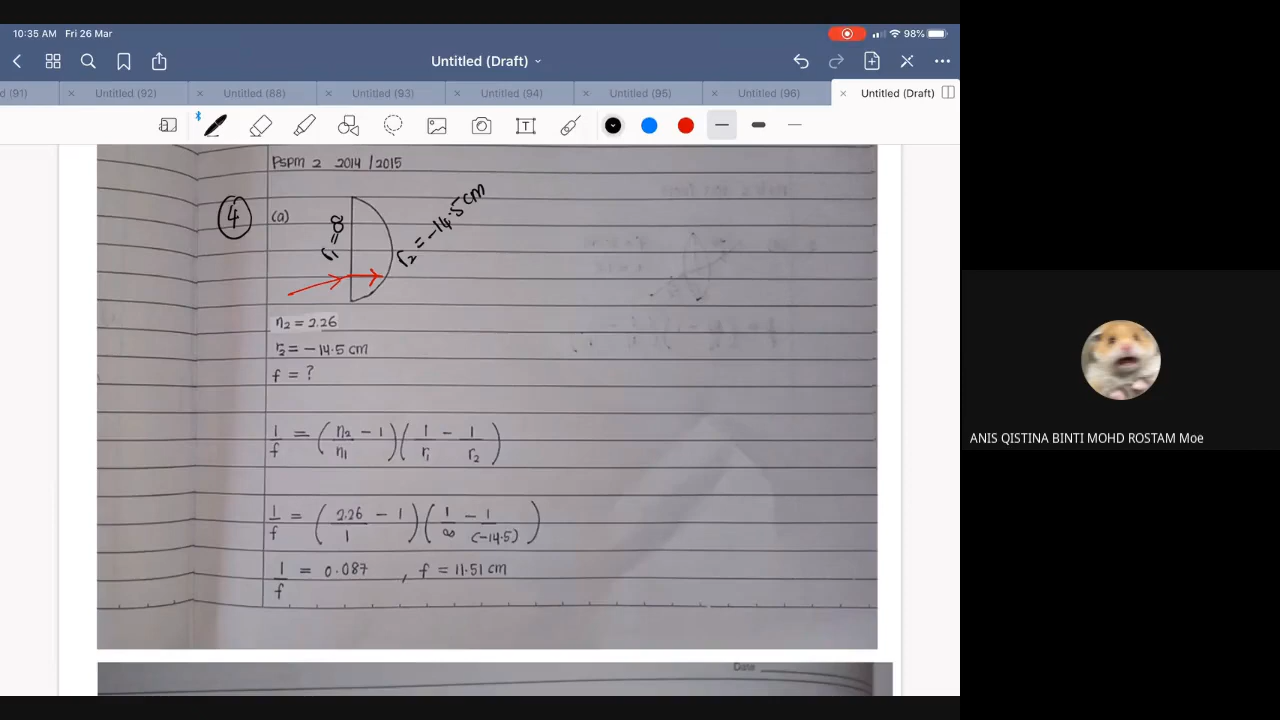 10:35 AM Fri 26 Mar
98%
Untitled (Draft)
d (91)
Untitled (92)
Untitled (88)
Untitled (93)
Untitled (94)
Untitled (95)
Untitled (96)
Untitled (Draft)
PSPM 2 2014 / 2015
4 (a)
r₁ = ∞
r₂ = -14.5 cm
n₂ = 2.26
r₂ = - 14.5 cm
f = ?
1/f = (n₂/n₁ - 1)(1/r₁ - 1/r₂)
1/f = (2.26/1 - 1)(1/∞ - 1/(-14.5))
1/f = 0.087 , f = 11.51 cm
Date
ANIS QISTINA BINTI MOHD ROSTAM Moe